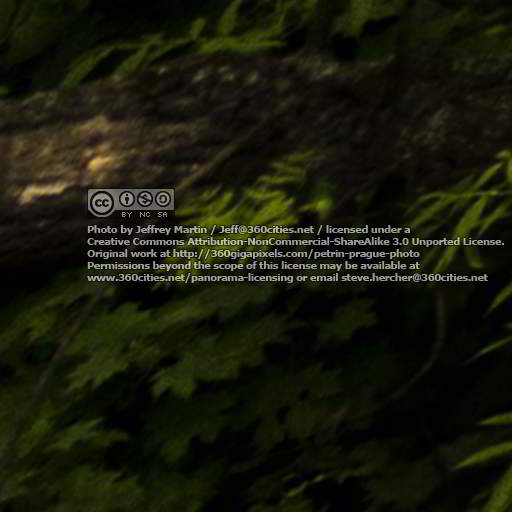 cc
BY NC SA
Photo by Jeffrey Martin / Jeff@360cities.net / licensed under a
Creative Commons Attribution-NonCommercial-ShareAlike 3.0 Unported License.
Original work at http://360gigapixels.com/petrin-prague-photo
Permissions beyond the scope of this license may be available at
www.360cities.net/panorama-licensing or email steve.hercher@360cities.net